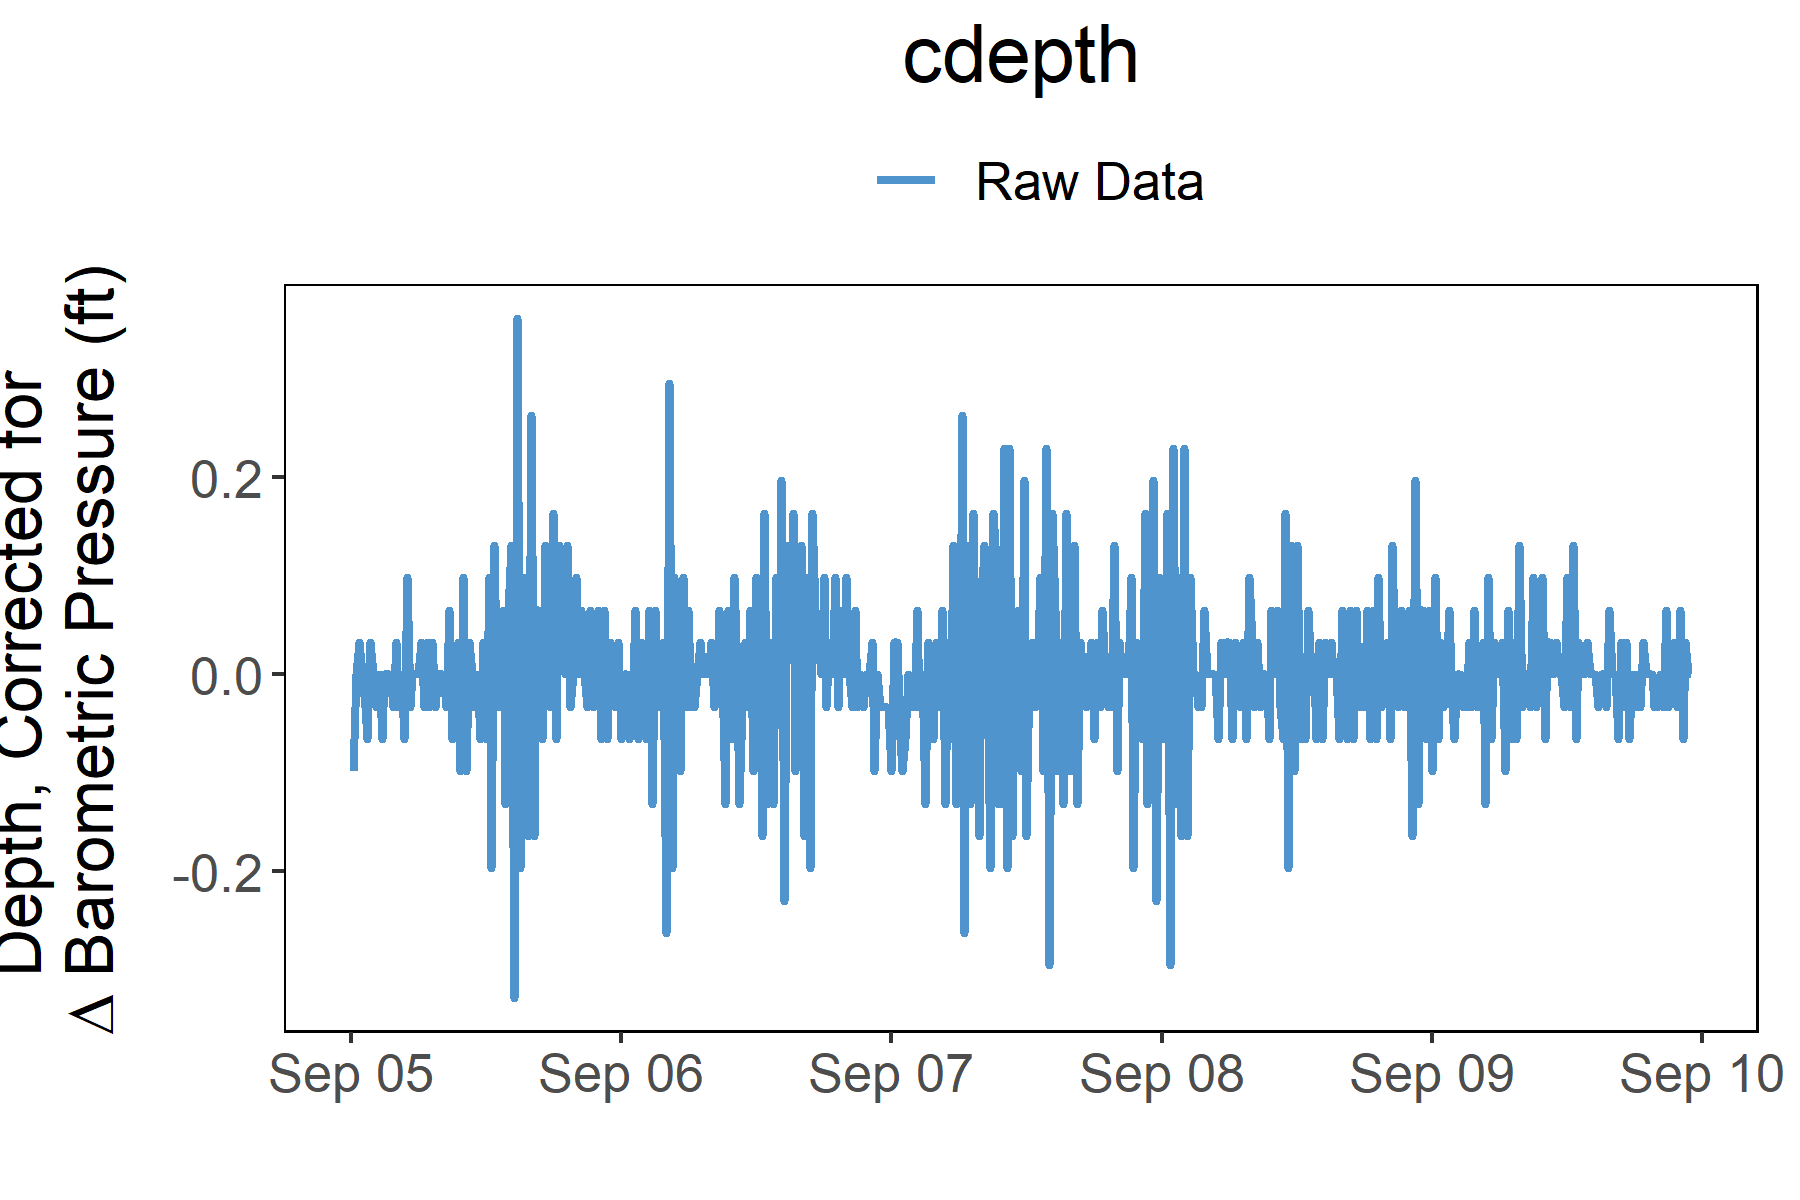 cdepth
Raw Data
Depth, Corrected for
Δ Barometric Pressure (ft)
0.2
0.0
-0.2
Sep 05 Sep 06 Sep 07 Sep 08 Sep 09 Sep 10